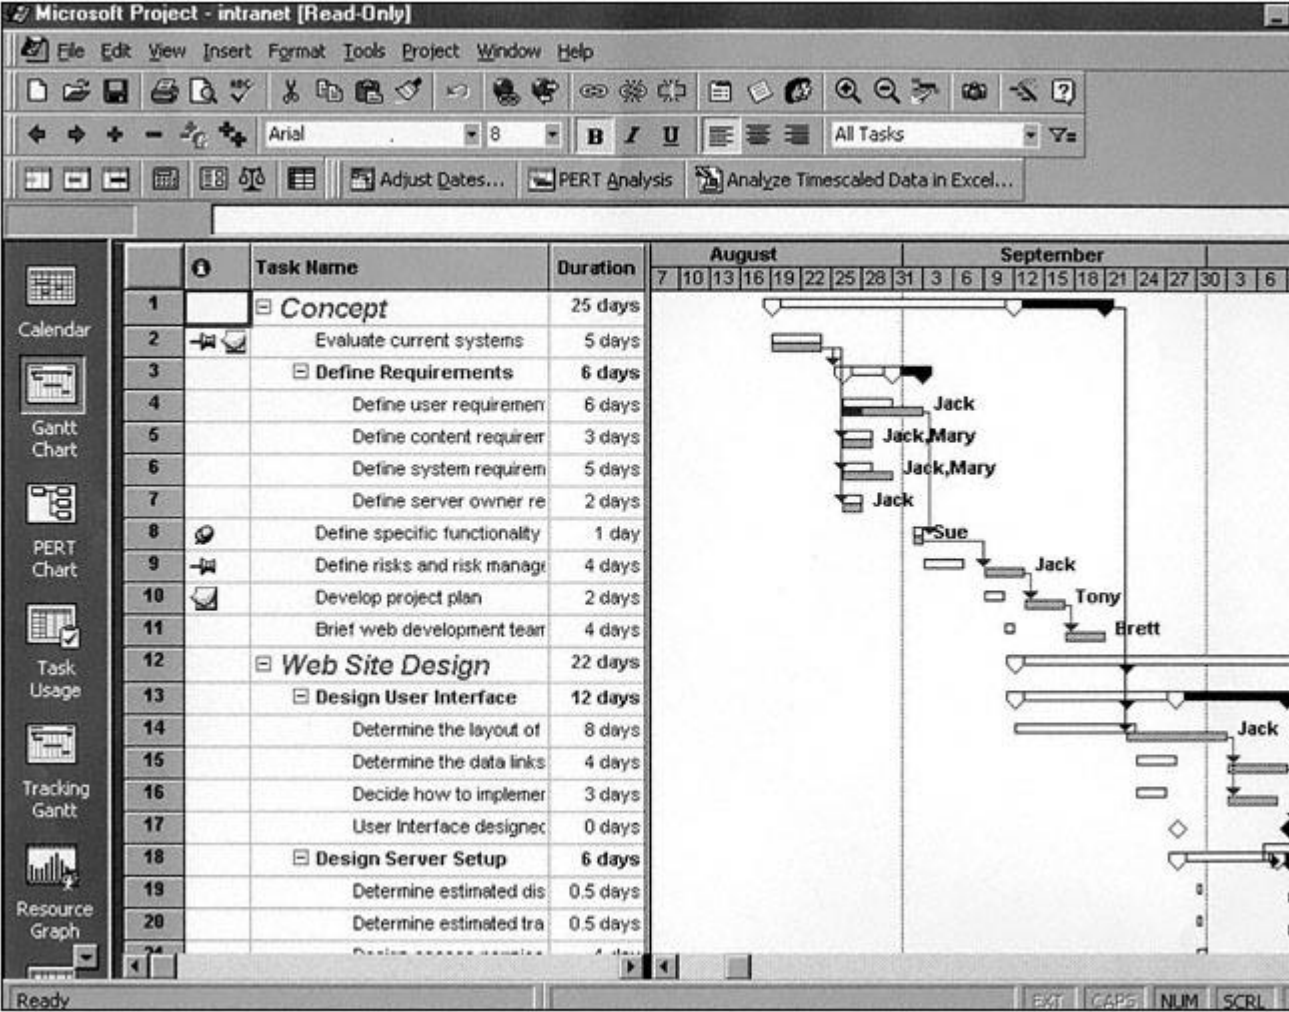 Microsoft Project - intranet [Read-Only]
File Edit View Insert Format Tools Project Window Help
Arial 8 B I U All Tasks
Adjust Dates... PERT Analysis Analyze Timescaled Data in Excel...
August September
Task Name Duration 7 10 13 16 19 22 25 28 31 3 6 9 12 15 18 21 24 27 30 3 6
1 Concept 25 days
Calendar
2 Evaluate current systems 5 days
3 Define Requirements 6 days
4 Define user requiremen 6 days Jack
Gantt
Chart
5 Define content requirem 3 days Jack,Mary
6 Define system requirem 5 days Jack,Mary
7 Define server owner re 2 days Jack
8 Define specific functionality 1 day Sue
PERT
Chart
9 Define risks and risk manage 4 days Jack
10 Develop project plan 2 days Tony
11 Brief web development team 4 days Brett
12 Web Site Design 22 days
Task
Usage
13 Design User Interface 12 days
14 Determine the layout of 8 days Jack
15 Determine the data links 4 days
16 Decide how to implemen 3 days
Tracking
Gantt
17 User Interface designed 0 days
18 Design Server Setup 6 days
19 Determine estimated dis 0.5 days
Resource
Graph
20 Determine estimated tra 0.5 days
Ready EXT CAPS NUM SCRL